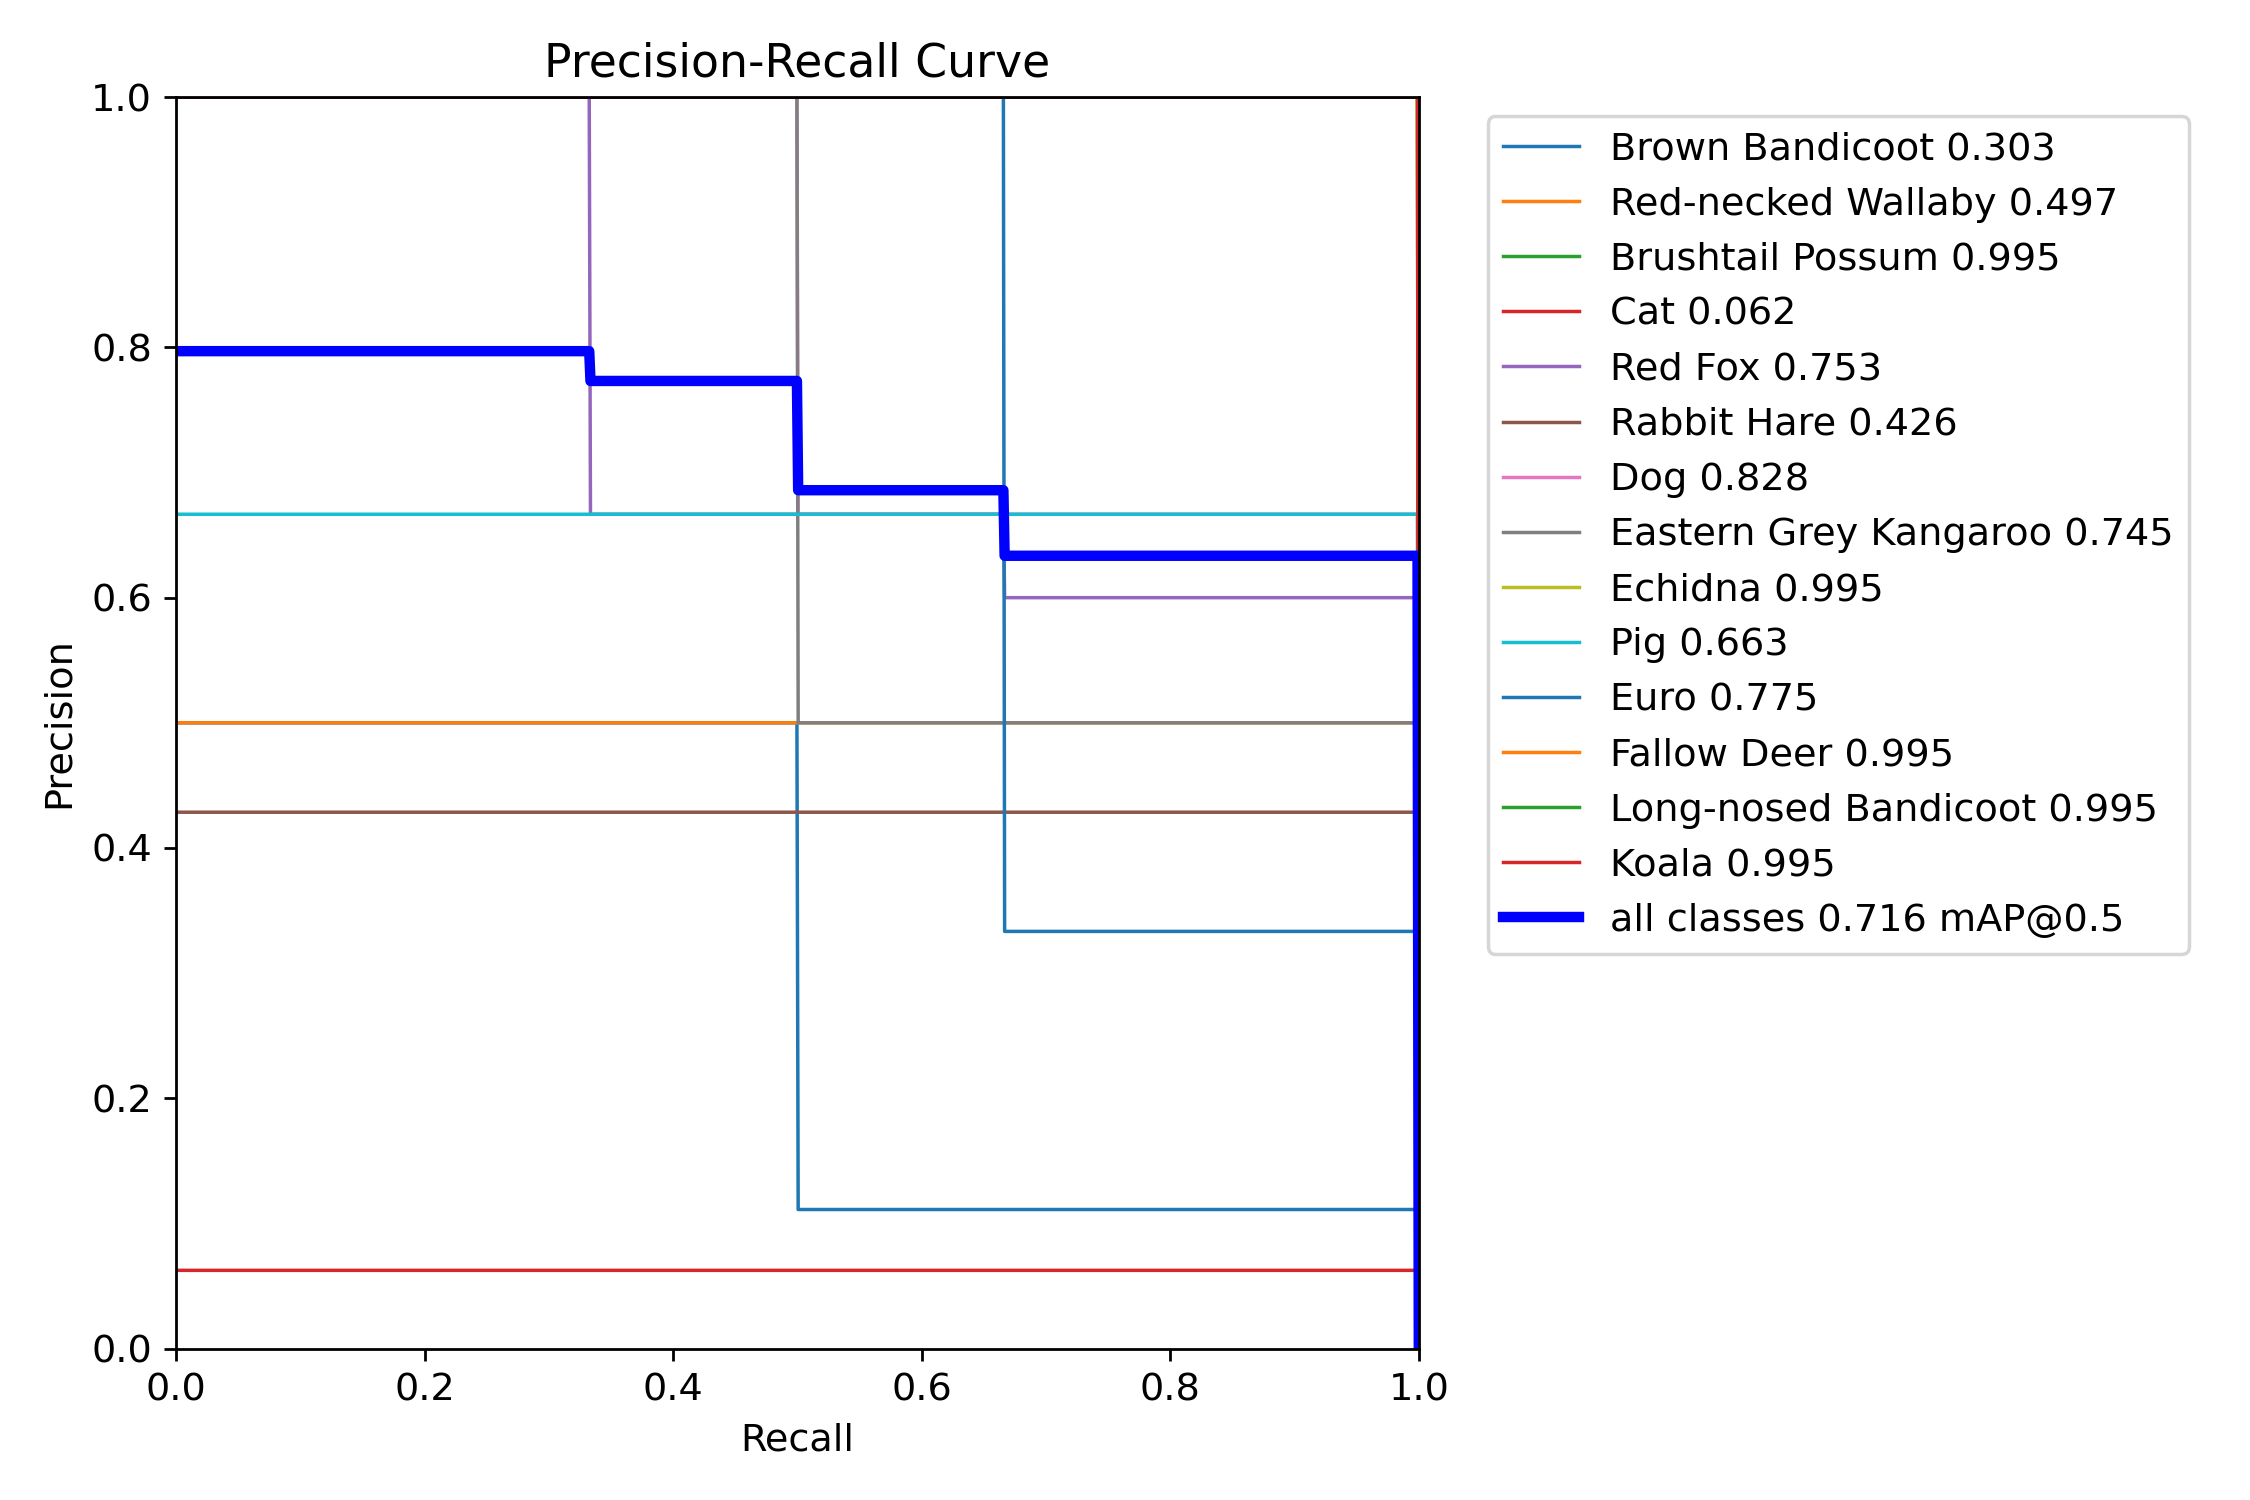 Precision-Recall Curve
1.0
0.8
0.6
0.4
0.2
0.0
Precision
0.0 0.2 0.4 0.6 0.8 1.0
Recall
Brown Bandicoot 0.303
Red-necked Wallaby 0.497
Brushtail Possum 0.995
Cat 0.062
Red Fox 0.753
Rabbit Hare 0.426
Dog 0.828
Eastern Grey Kangaroo 0.745
Echidna 0.995
Pig 0.663
Euro 0.775
Fallow Deer 0.995
Long-nosed Bandicoot 0.995
Koala 0.995
all classes 0.716 mAP@0.5